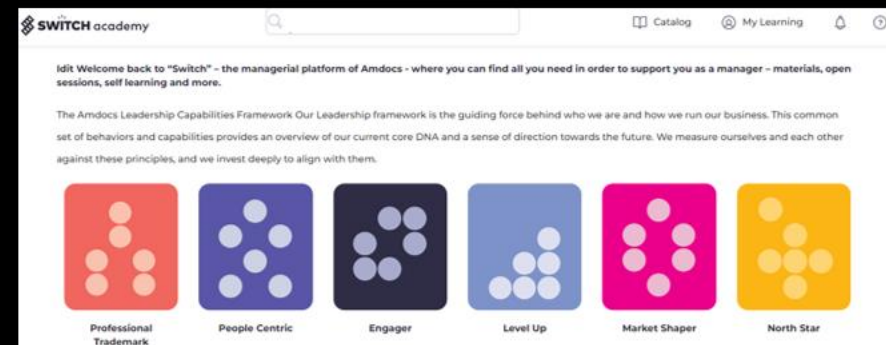 SWITCH academy
Catalog
My Learning
Idit Welcome back to “Switch” – the managerial platform of Amdocs - where you can find all you need in order to support you as a manager – materials, open
sessions, self learning and more.
The Amdocs Leadership Capabilities Framework Our Leadership framework is the guiding force behind who we are and how we run our business. This common
set of behaviors and capabilities provides an overview of our current core DNA and a sense of direction towards the future. We measure ourselves and each other
against these principles, and we invest deeply to align with them.
Professional
Trademark
People Centric
Engager
Level Up
Market Shaper
North Star